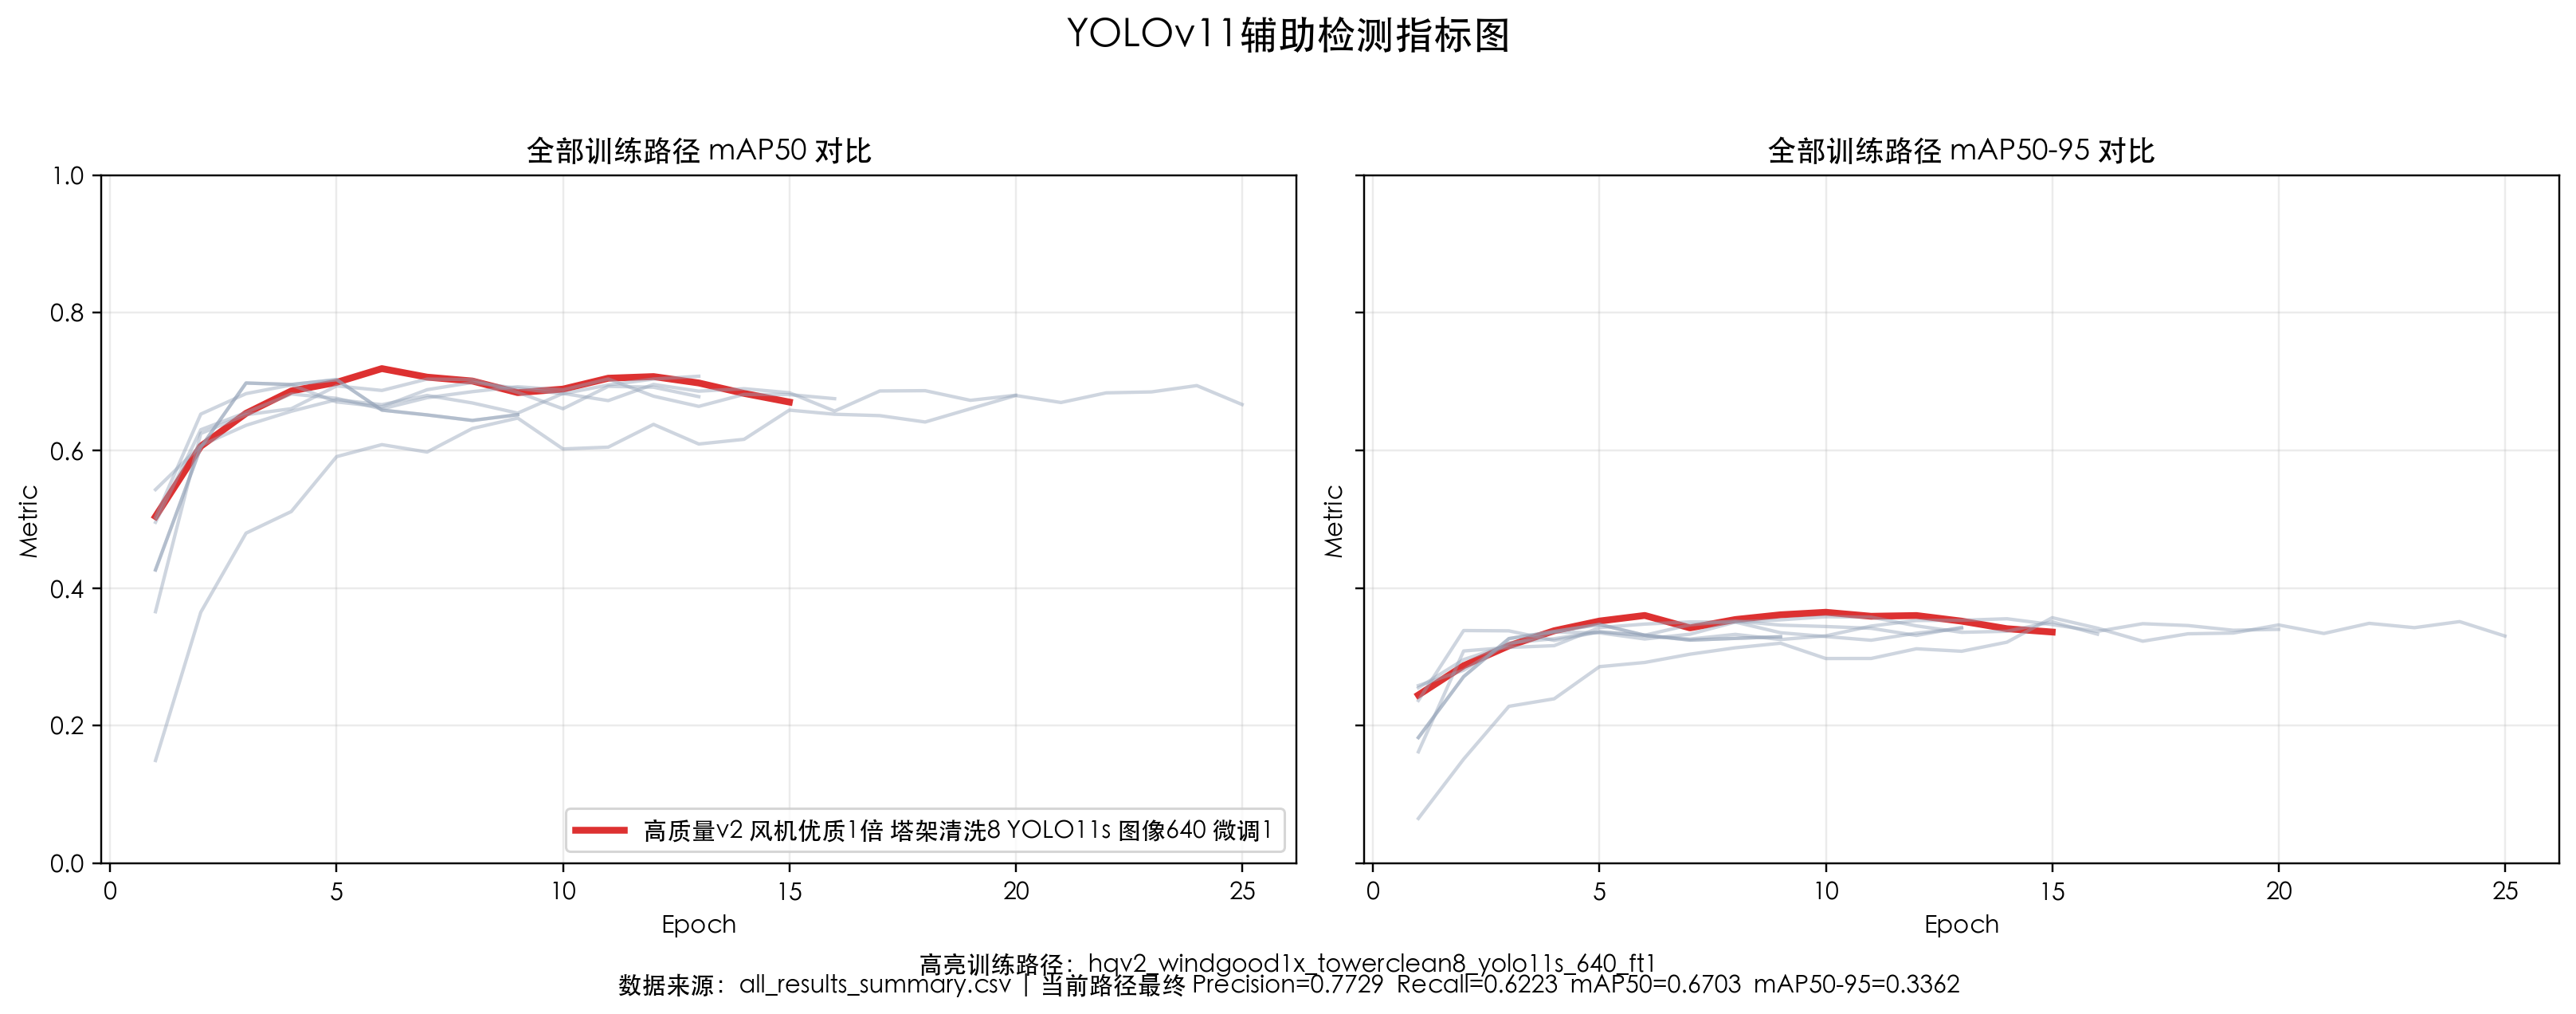 YOLOv11辅助检测指标图
全部训练路径 mAP50 对比
1.0
0.8
0.6
0.4
0.2
0.0
Metric
0
5
10
15
20
25
Epoch
高质量v2 风机优质1倍 塔架清洗8 YOLO11s 图像640 微调1
全部训练路径 mAP50-95 对比
Metric
0
5
10
15
20
25
Epoch
高亮训练路径：hqv2_windgood1x_towerclean8_yolo11s_640_ft1
数据来源：all_results_summary.csv | 当前路径最终 Precision=0.7729 Recall=0.6223 mAP50=0.6703 mAP50-95=0.3362